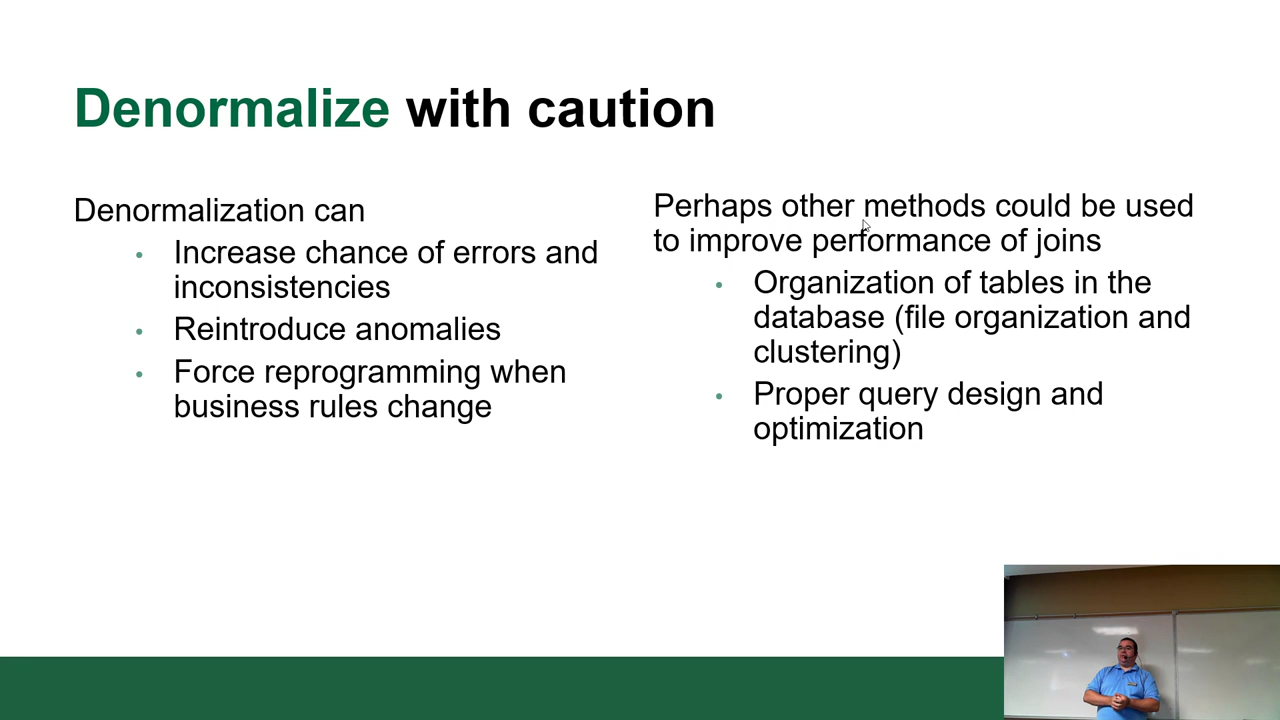 Denormalize with caution
Denormalization can
• Increase chance of errors and
inconsistencies
• Reintroduce anomalies
• Force reprogramming when
business rules change
Perhaps other methods could be used
to improve performance of joins
• Organization of tables in the
database (file organization and
clustering)
• Proper query design and
optimization